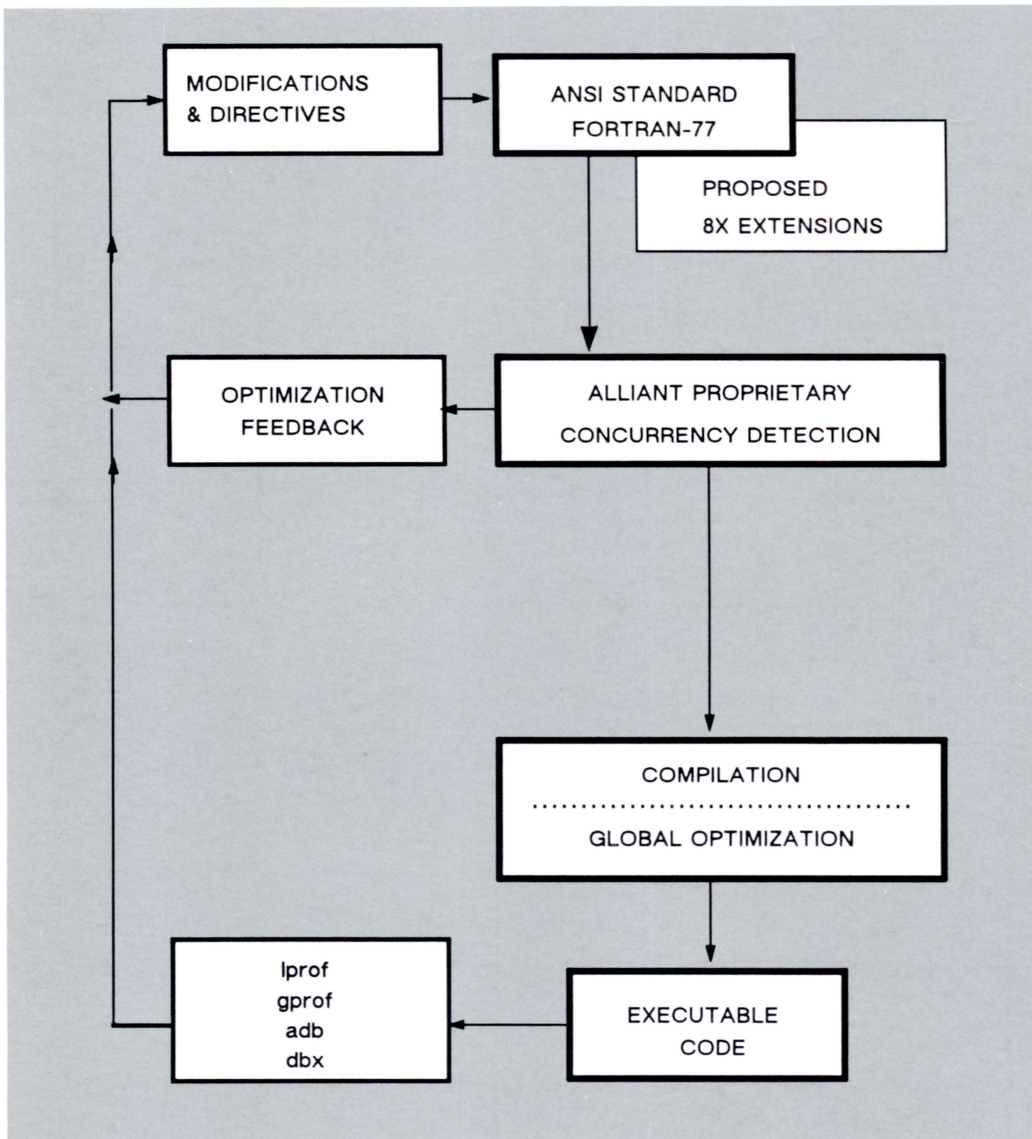 MODIFICATIONS
& DIRECTIVES
ANSI STANDARD
FORTRAN-77
PROPOSED
8X EXTENSIONS
OPTIMIZATION
FEEDBACK
ALLIANT PROPRIETARY
CONCURRENCY DETECTION
COMPILATION
GLOBAL OPTIMIZATION
lprof
gprof
adb
dbx
EXECUTABLE
CODE